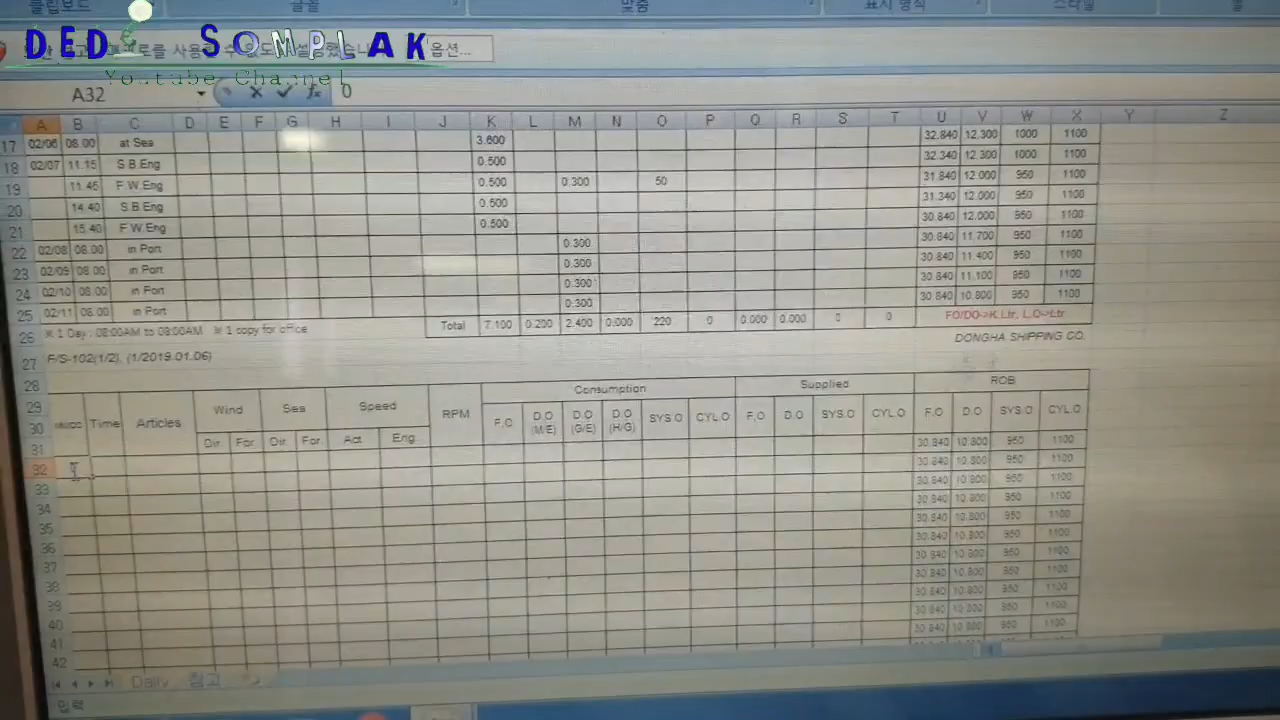 DED SOMPLAK
Youtube Channel
옵션...
A32 fx 0
A B C D E F G H I J K L M N O P Q R S T U V W X Y Z
17 02/06 08.00 at Sea 3.600 32.840 12.300 1000 1100
18 02/07 11.15 S.B.Eng 0.500 32.340 12.300 1000 1100
19 11.45 F.W.Eng 0.500 0.300 50 31.840 12.000 950 1100
20 14.40 S.B.Eng 0.500 31.340 12.000 950 1100
21 15.40 F.W.Eng 0.500 30.840 12.000 950 1100
22 02/08 08.00 in Port 0.300 30.840 11.700 950 1100
23 02/09 08.00 in Port 0.300 30.840 11.400 950 1100
24 02/10 08.00 in Port 0.300 30.840 11.100 950 1100
25 02/11 08.00 in Port 0.300 30.840 10.800 950 1100
26 ※ 1 Day : 08:00AM to 08:00AM ※ 1 copy for office Total 7.100 0.200 2.400 0.000 220 0 0.000 0.000 0 0 FO/DO->K.Ltr, L.O->Ltr
27 F/S-102(1/2), (1/2019.01.06) DONGHA SHIPPING CO.
28 Consumption Supplied ROB
29 Wind Sea Speed
30 Time Articles RPM F.O D.O (M/E) D.O (G/E) D.O (H/G) SYS.O CYL.O F.O D.O SYS.O CYL.O F.O D.O SYS.O CYL.O
31 Dir. For. Dir. For. Act. Eng. 30.840 10.800 950 1100
32 30.840 10.800 950 1100
33 30.840 10.800 950 1100
34 30.840 10.800 950 1100
35 30.840 10.800 950 1100
36 30.840 10.800 950 1100
37 30.840 10.800 950 1100
38 30.840 10.800 950 1100
39 30.840 10.800 950 1100
40 30.840 10.800 950 1100
41
42
Daily 참고
입력